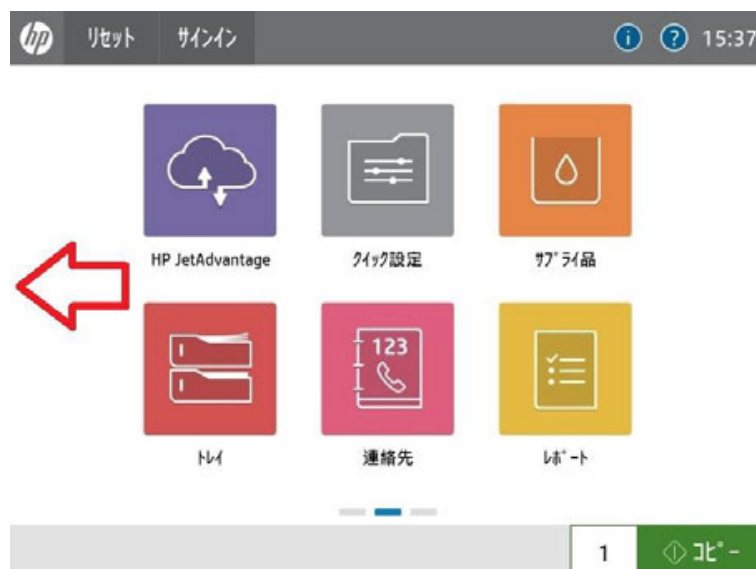 hp リセット サインイン i ? 15:37
HP JetAdvantage クイック設定 サプライ品
123
トレイ 連絡先 レポート
1 コピー